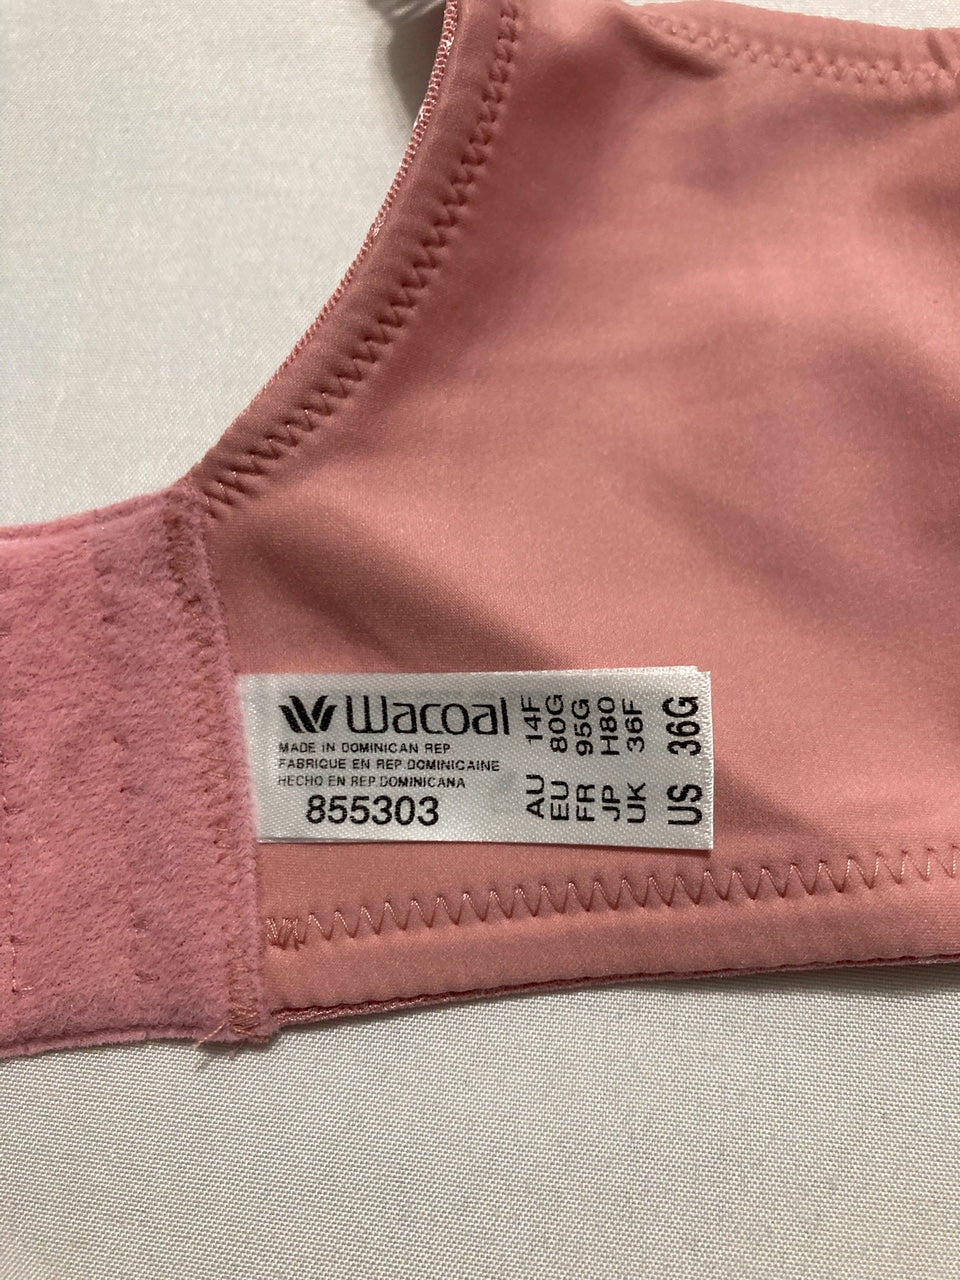 Wacoal
MADE IN DOMINICAN REP
FABRIQUE EN REP.DOMINICAINE
HECHO EN REP.DOMINICANA
855303
AU 14F
EU 80G
FR 95G
JP H80
UK 36F
US 36G